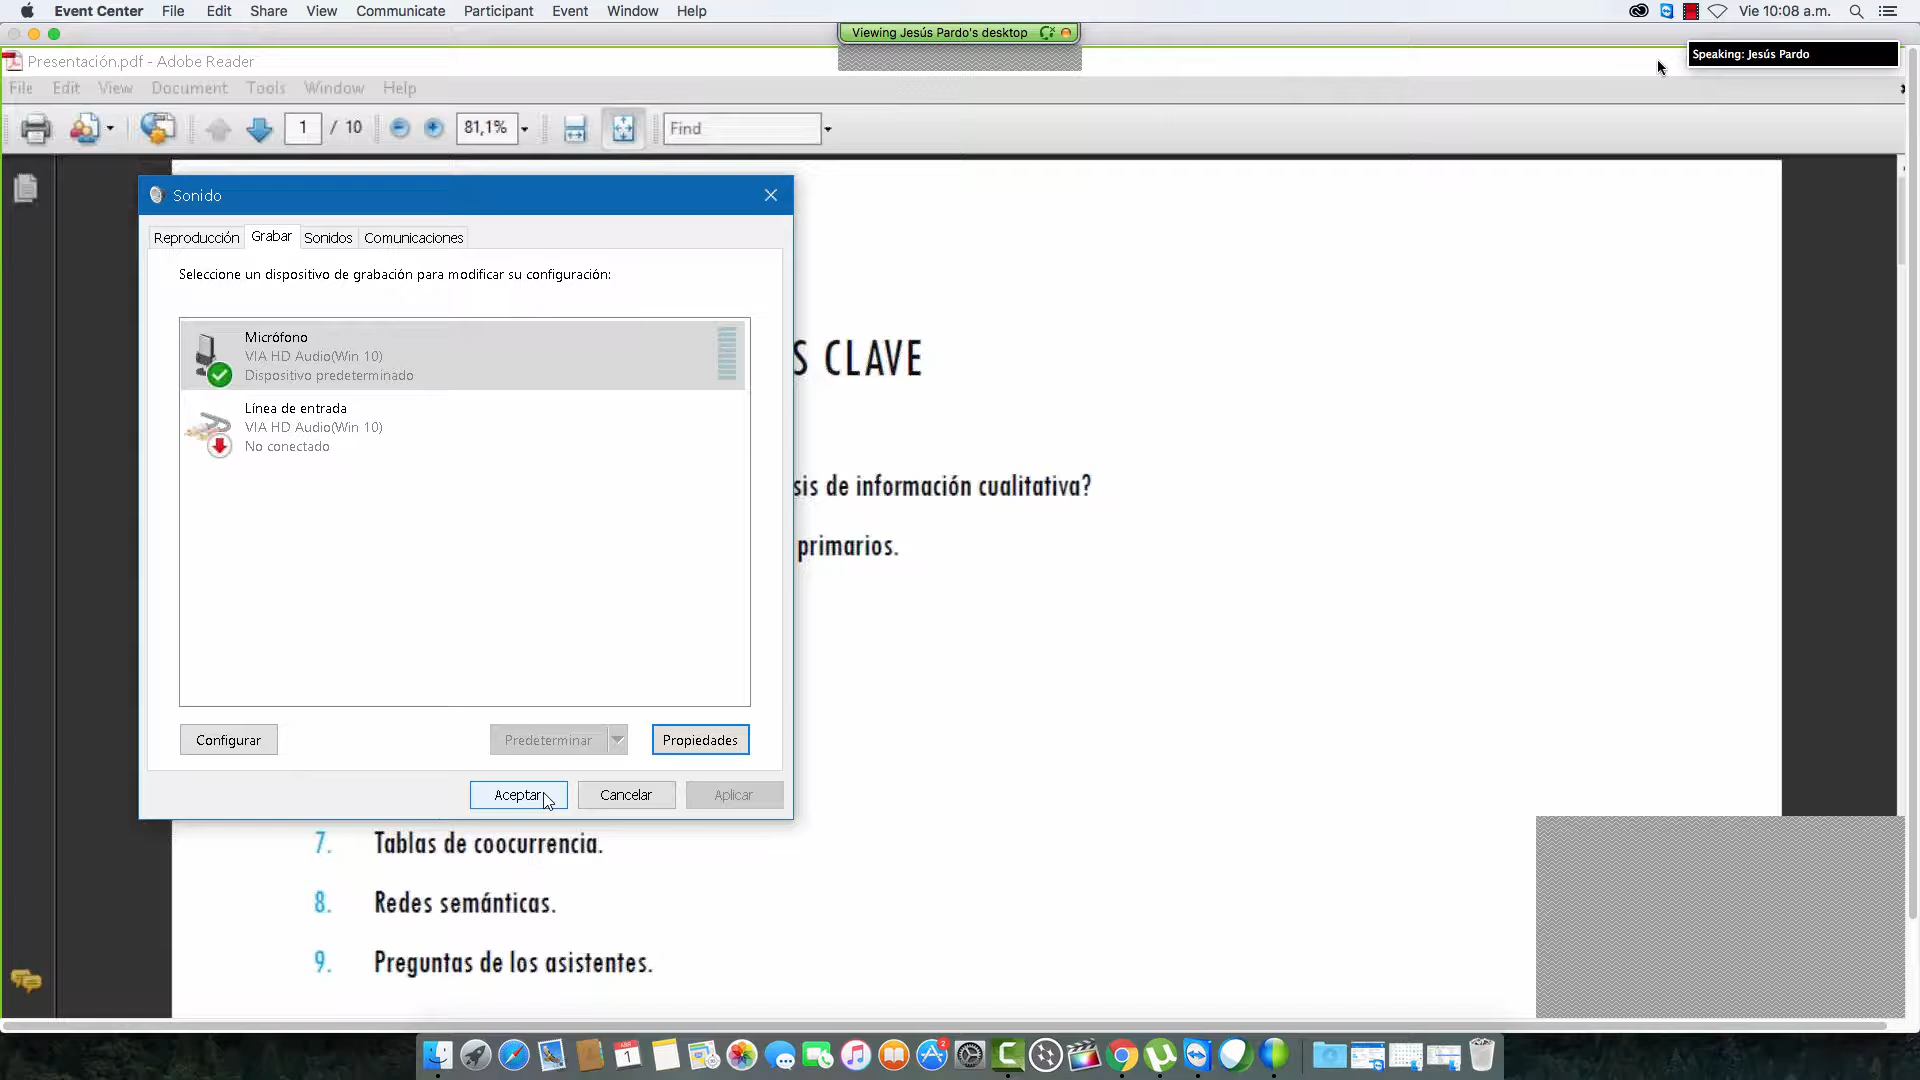 Event Center File Edit Share View Communicate Participant Event Window Help Vie 10:08 a.m.
Viewing Jesús Pardo's desktop
Speaking: Jesús Pardo
Presentación.pdf - Adobe Reader
File Edit View Document Tools Window Help
1 / 10 81,1% Find
Sonido
Reproducción Grabar Sonidos Comunicaciones
Seleccione un dispositivo de grabación para modificar su configuración:
Micrófono
VIA HD Audio(Win 10)
Dispositivo predeterminado
Línea de entrada
VIA HD Audio(Win 10)
No conectado
Configurar Predeterminar Propiedades
Aceptar Cancelar Aplicar
S CLAVE
sis de información cualitativa?
primarios.
7. Tablas de coocurrencia.
8. Redes semánticas.
9. Preguntas de los asistentes.
ABR
1
2